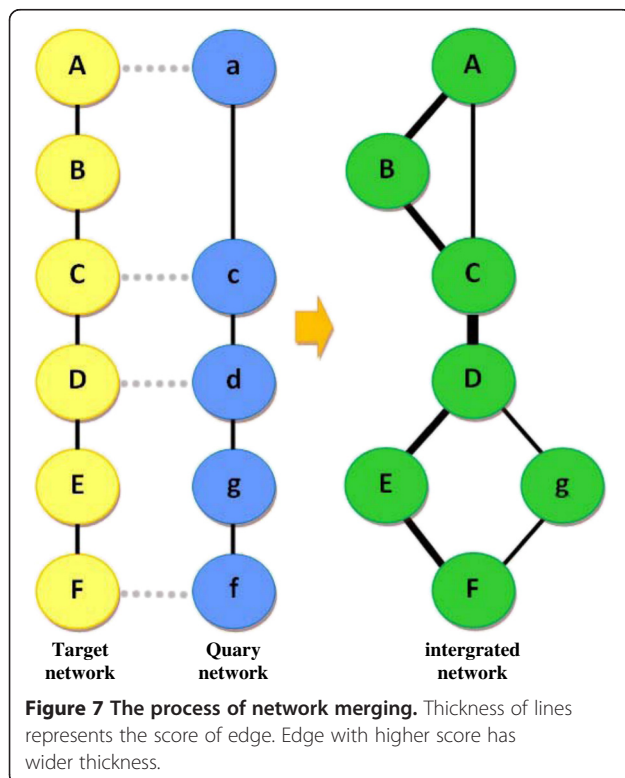 A a A
B B
C c C
D d D
E g E g
F f F
Target network Quary network intergrated network
Figure 7 The process of network merging. Thickness of lines
represents the score of edge. Edge with higher score has
wider thickness.